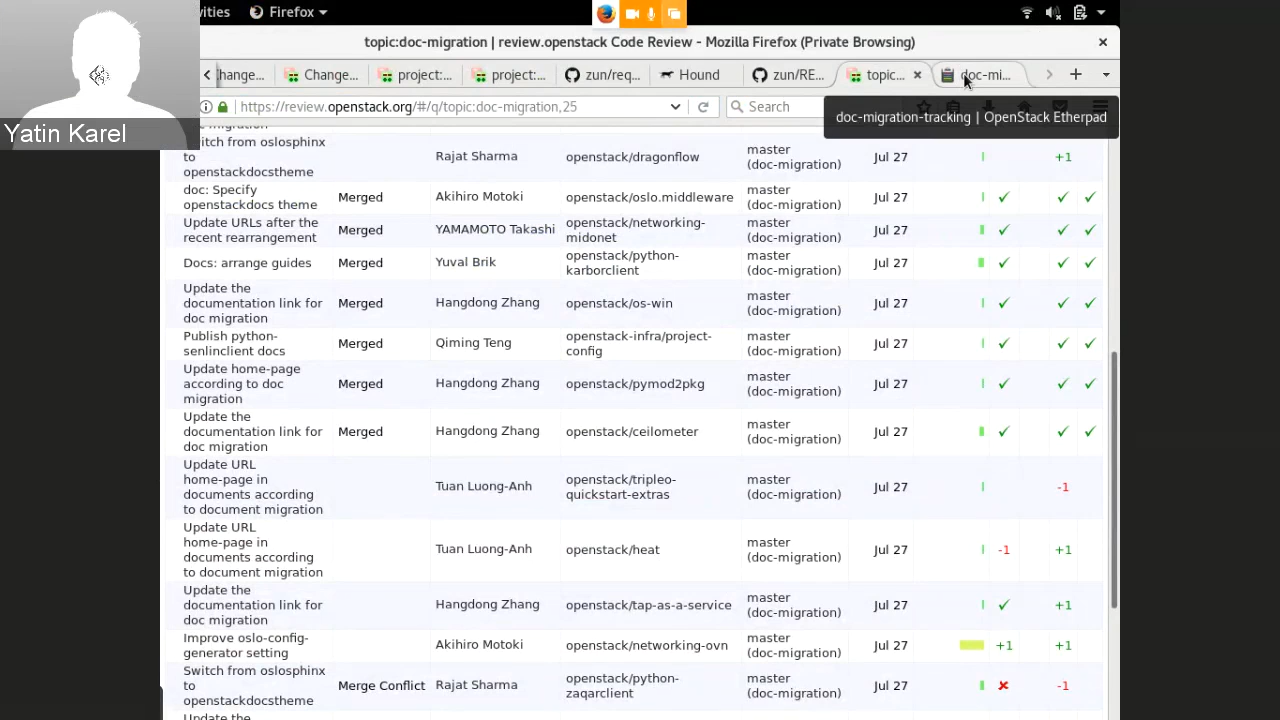 vities Firefox
topic:doc-migration | review.openstack Code Review - Mozilla Firefox (Private Browsing)
hange... Change... project:... project:... zun/req... Hound zun/RE... topic... doc-mi...
https://review.openstack.org/#/q/topic:doc-migration,25 Search
doc-migration-tracking | OpenStack Etherpad
Yatin Karel
Switch from oslosphinx
to
openstackdocstheme
Rajat Sharma openstack/dragonflow master
(doc-migration) Jul 27 +1
doc: Specify
openstackdocs theme
Merged Akihiro Motoki openstack/oslo.middleware master
(doc-migration) Jul 27
Update URLs after the
recent rearrangement
Merged YAMAMOTO Takashi openstack/networking-
midonet
master
(doc-migration) Jul 27
Docs: arrange guides Merged Yuval Brik openstack/python-
karborclient
master
(doc-migration) Jul 27
Update the
documentation link for
doc migration
Merged Hangdong Zhang openstack/os-win master
(doc-migration) Jul 27
Publish python-
senlinclient docs
Merged Qiming Teng openstack-infra/project-
config
master
(doc-migration) Jul 27
Update home-page
according to doc
migration
Merged Hangdong Zhang openstack/pymod2pkg master
(doc-migration) Jul 27
Update the
documentation link for
doc migration
Merged Hangdong Zhang openstack/ceilometer master
(doc-migration) Jul 27
Update URL
home-page in
documents according
to document migration
Tuan Luong-Anh openstack/tripleo-
quickstart-extras
master
(doc-migration) Jul 27 -1
Update URL
home-page in
documents according
to document migration
Tuan Luong-Anh openstack/heat master
(doc-migration) Jul 27 -1 +1
Update the
documentation link for
doc migration
Hangdong Zhang openstack/tap-as-a-service master
(doc-migration) Jul 27 +1
Improve oslo-config-
generator setting
Akihiro Motoki openstack/networking-ovn master
(doc-migration) Jul 27 +1 +1
Switch from oslosphinx
to
openstackdocstheme
Merge Conflict Rajat Sharma openstack/python-
zaqarclient
master
(doc-migration) Jul 27 -1
Update the